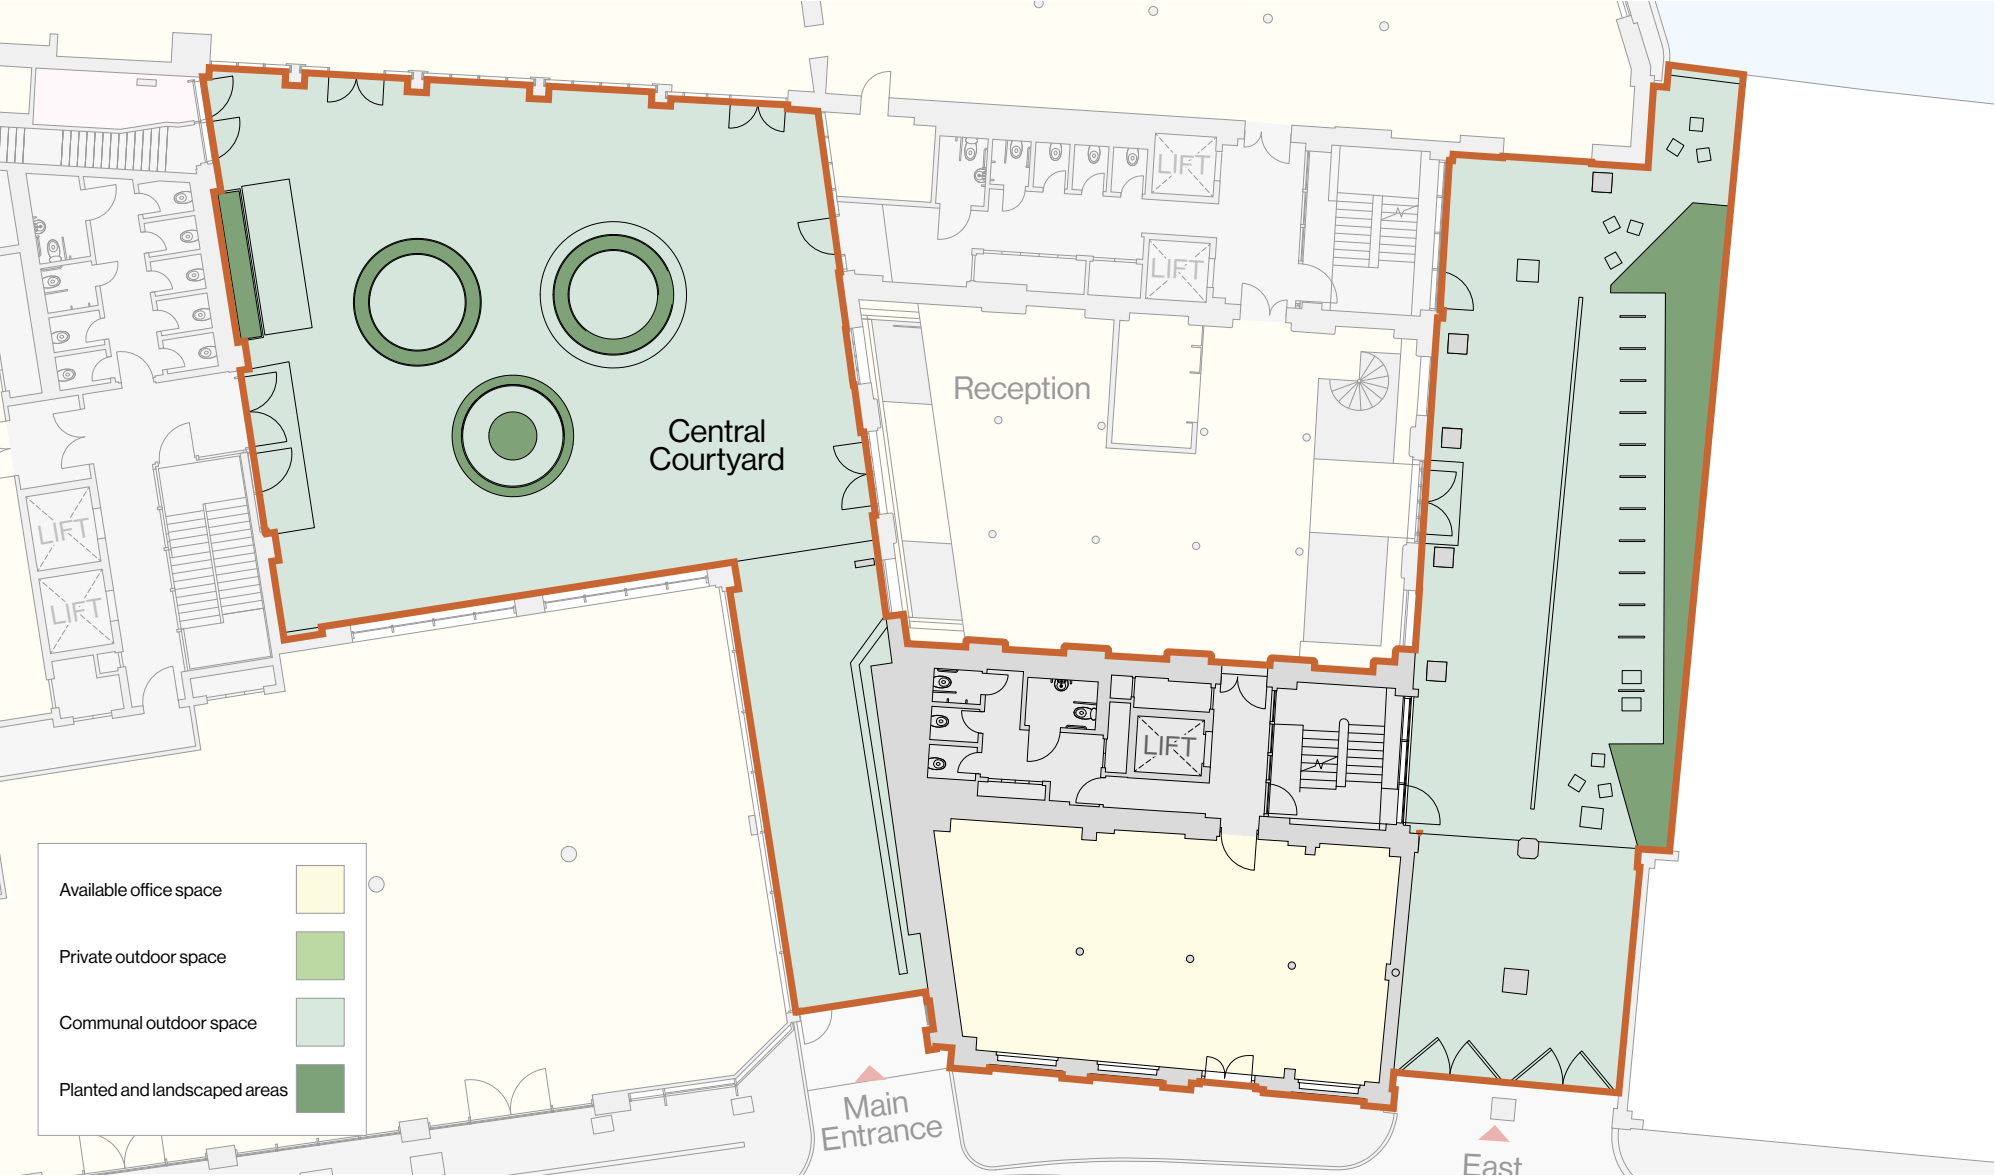 LIFT
LIFT
Reception
Central
Courtyard
LIFT
LIFT
LIFT
Available office space
Private outdoor space
Communal outdoor space
Planted and landscaped areas
Main
Entrance
East